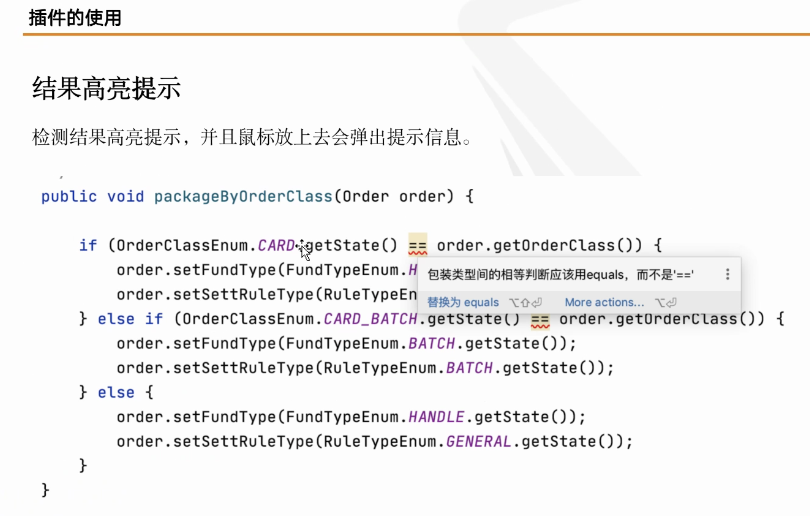 插件的使用
结果高亮提示
检测结果高亮提示，并且鼠标放上去会弹出提示信息。
public void packageByOrderClass(Order order) {
if (OrderClassEnum.CARD.getState() == order.getOrderClass()) {
order.setFundType(FundTypeEnum.H
包装类型间的相等判断应该用equals，而不是'=='
order.setSettRuleType(RuleTypeEn
替换为 equals ⌥⇧⏎ More actions... ⌥⏎
} else if (OrderClassEnum.CARD_BATCH.getState() == order.getOrderClass()) {
order.setFundType(FundTypeEnum.BATCH.getState());
order.setSettRuleType(RuleTypeEnum.BATCH.getState());
} else {
order.setFundType(FundTypeEnum.HANDLE.getState());
order.setSettRuleType(RuleTypeEnum.GENERAL.getState());
}
}